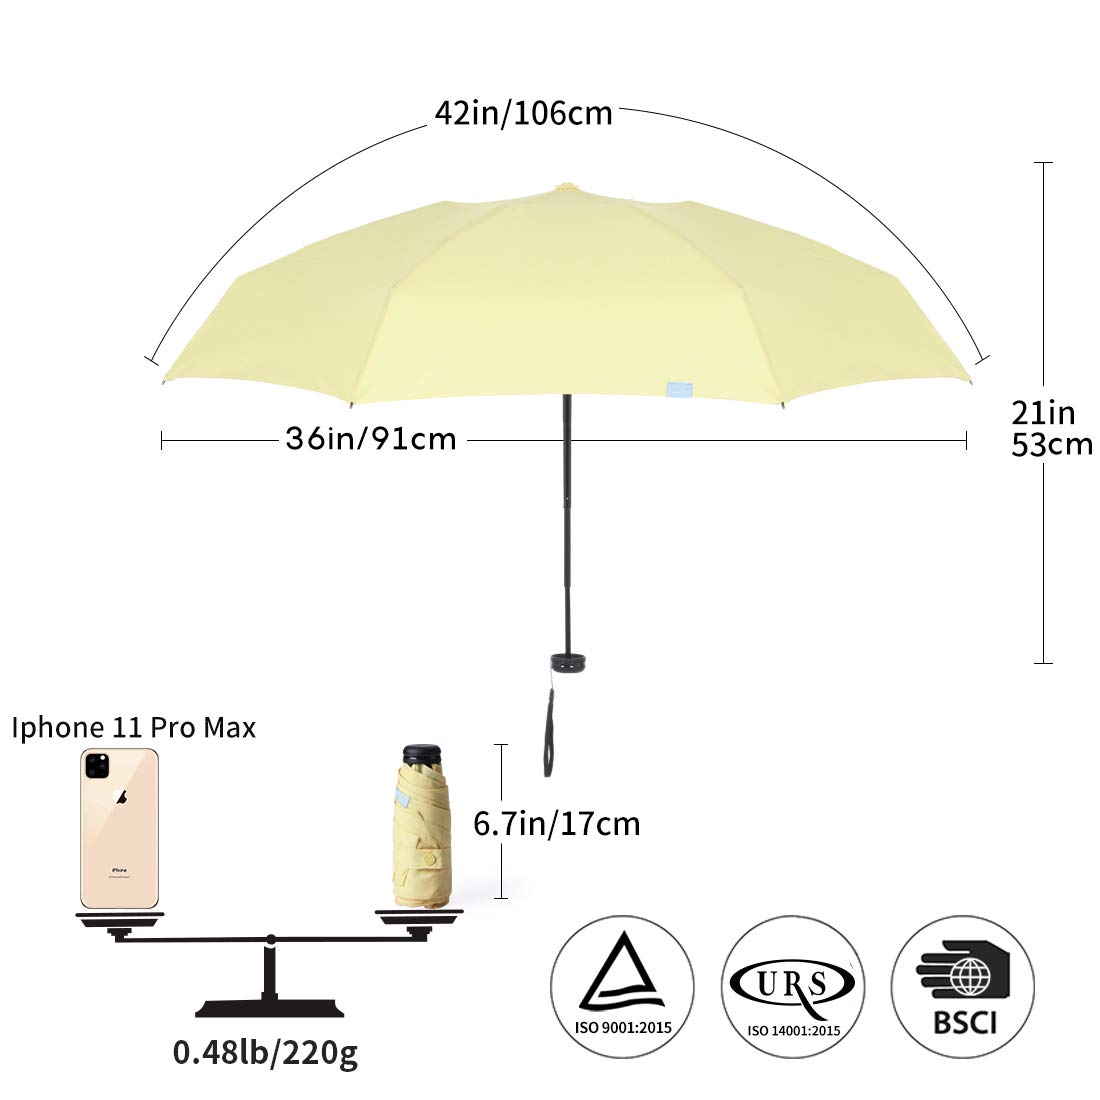 42in/106cm
36in/91cm
21in
53cm
Iphone 11 Pro Max
6.7in/17cm
iPhone
0.48lb/220g
ISO 9001:2015
URS
ISO 14001:2015
BSCI